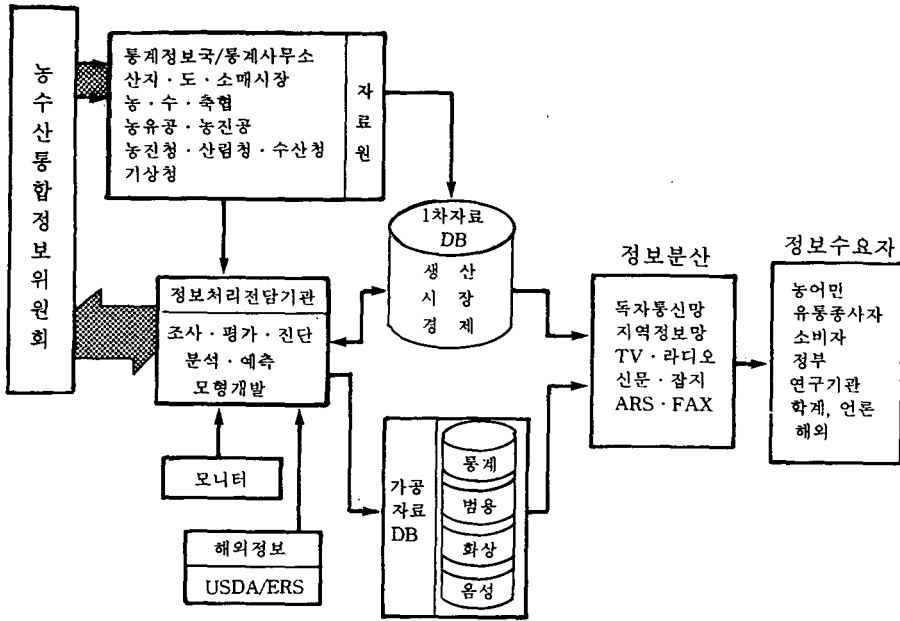 농수산통합정보위원회
통계정보국/통계사무소
산지 · 도 · 소매시장
농 · 수 · 축협
농유공 · 농진공
농진청 · 산림청 · 수산청
기상청
자료원
1차자료
DB
생 산
시 장
경 제
정보처리전담기관
조사 · 평가 · 진단
분석 · 예측
모형개발
모니터
해외정보
USDA/ERS
가공
자료
DB
통계
범용
화상
음성
정보분산
독자통신망
지역정보망
TV · 라디오
신문 · 잡지
ARS · FAX
정보수요자
농어민
유통종사자
소비자
정부
연구기관
학계, 언론
해외